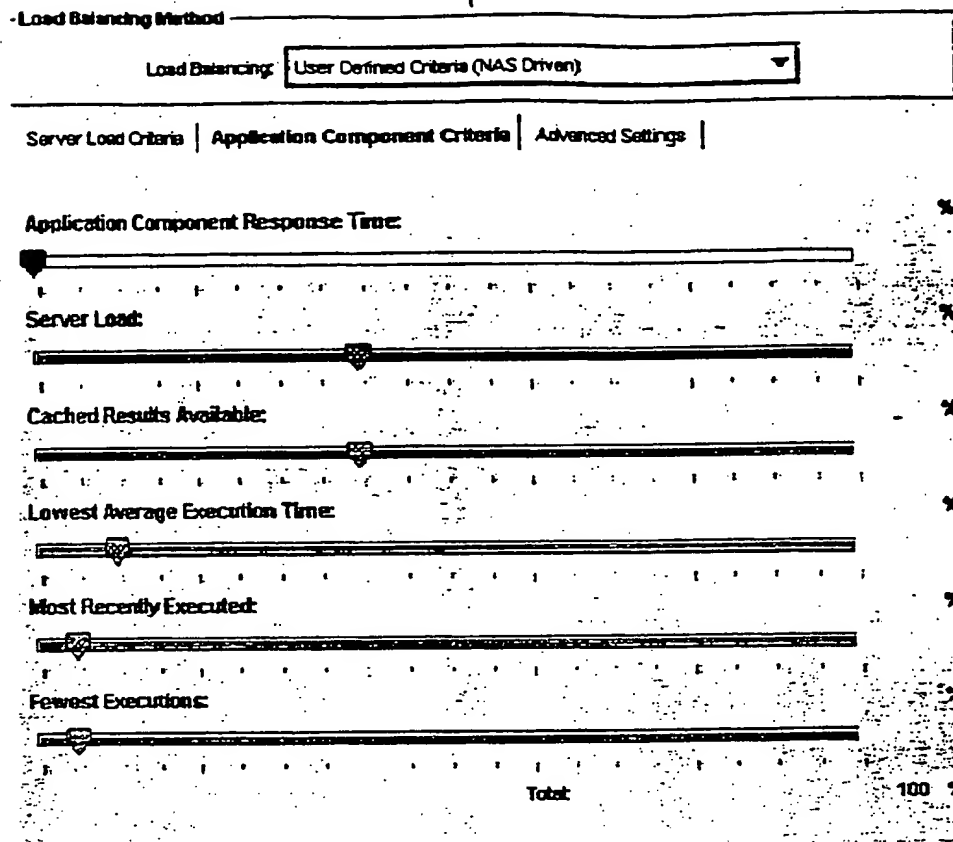 Load Balancing Method
Load Balancing: User Defined Criteria (NAS Driven)
Server Load Criteria | Application Component Criteria | Advanced Settings |
Application Component Response Time: %
Server Load: %
Cached Results Available: %
Lowest Average Execution Time: %
Most Recently Executed: %
Fewest Executions: %
Total: 100 %